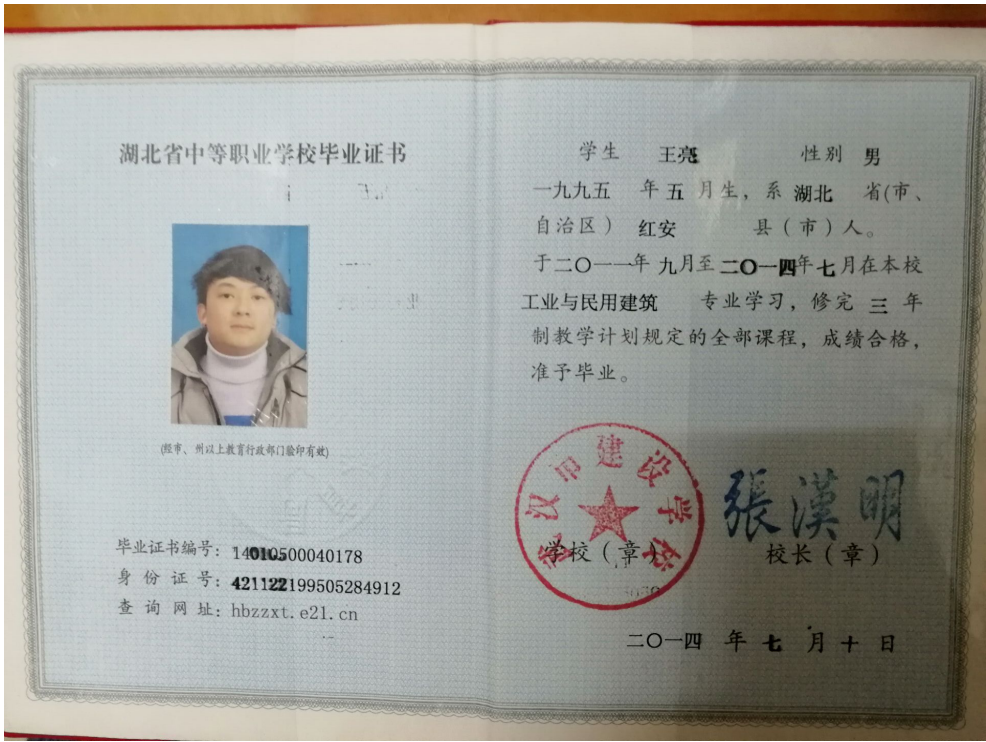 湖北省中等职业学校毕业证书
(经市、州以上教育行政部门验印有效)
毕业证书编号：14010500040178
身份证号：421122199505284912
查询网址：hbzzxt.e21.cn
学生 王亮 性别 男
一九九五 年 五 月生，系 湖北 省(市、
自治区） 红安 县（市）人。
于二〇一一年 九月至 二〇一四年 七月在本校
工业与民用建筑 专业学习，修完 三 年
制教学计划规定的全部课程，成绩合格，
准予毕业。
武汉市建设学校
張漢明
学校（章） 校长（章）
二〇一四 年 七 月 十 日